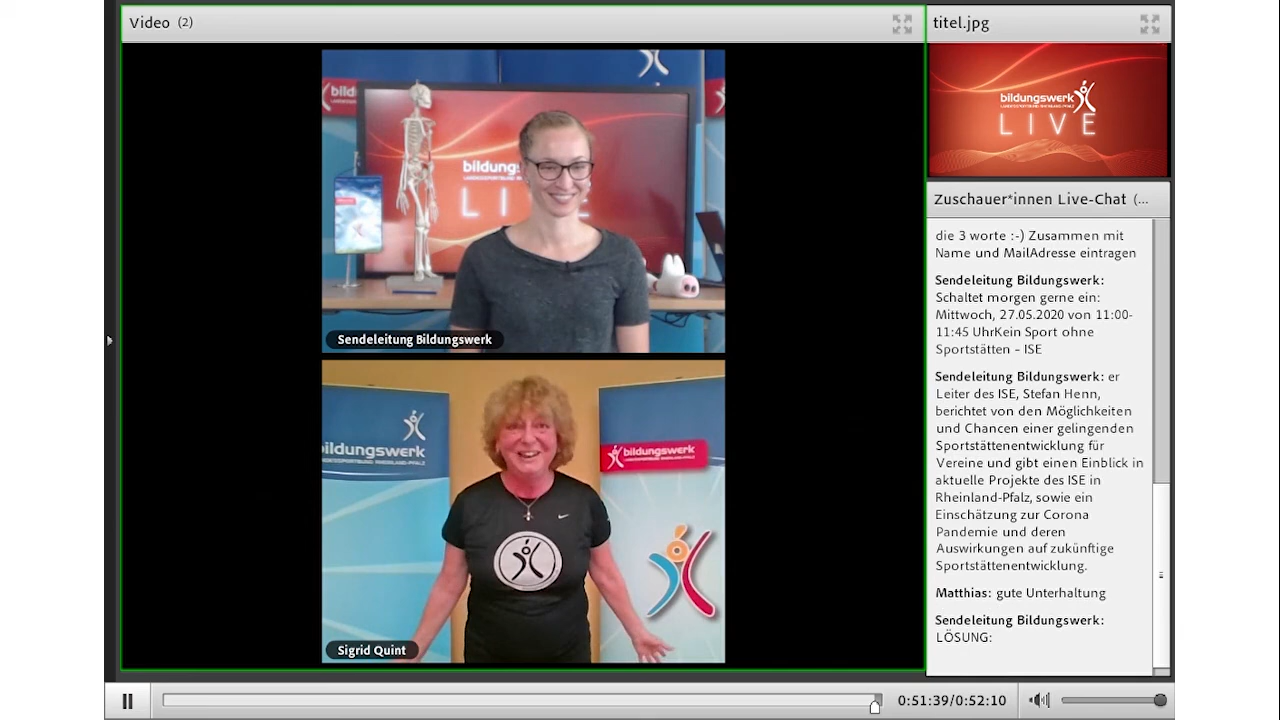 Video (2)
titel.jpg
bildungswerk
LIVE
bild
bildungs
LI E
Sendeleitung Bildungswerk
bildungswerk
LANDESSPORTBUND RHEINLAND-PFALZ
bildungswerk
Sigrid Quint
Zuschauer*innen Live-Chat (...
die 3 worte :-) Zusammen mit
Name und MailAdresse eintragen
Sendeleitung Bildungswerk:
Schaltet morgen gerne ein:
Mittwoch, 27.05.2020 von 11:00-
11:45 UhrKein Sport ohne
Sportstätten - ISE
Sendeleitung Bildungswerk: er
Leiter des ISE, Stefan Henn,
berichtet von den Möglichkeiten
und Chancen einer gelingenden
Sportstättenentwicklung für
Vereine und gibt einen Einblick in
aktuelle Projekte des ISE in
Rheinland-Pfalz, sowie ein
Einschätzung zur Corona
Pandemie und deren
Auswirkungen auf zukünftige
Sportstättenentwicklung.
Matthias: gute Unterhaltung
Sendeleitung Bildungswerk:
LÖSUNG:
0:51:39/0:52:10